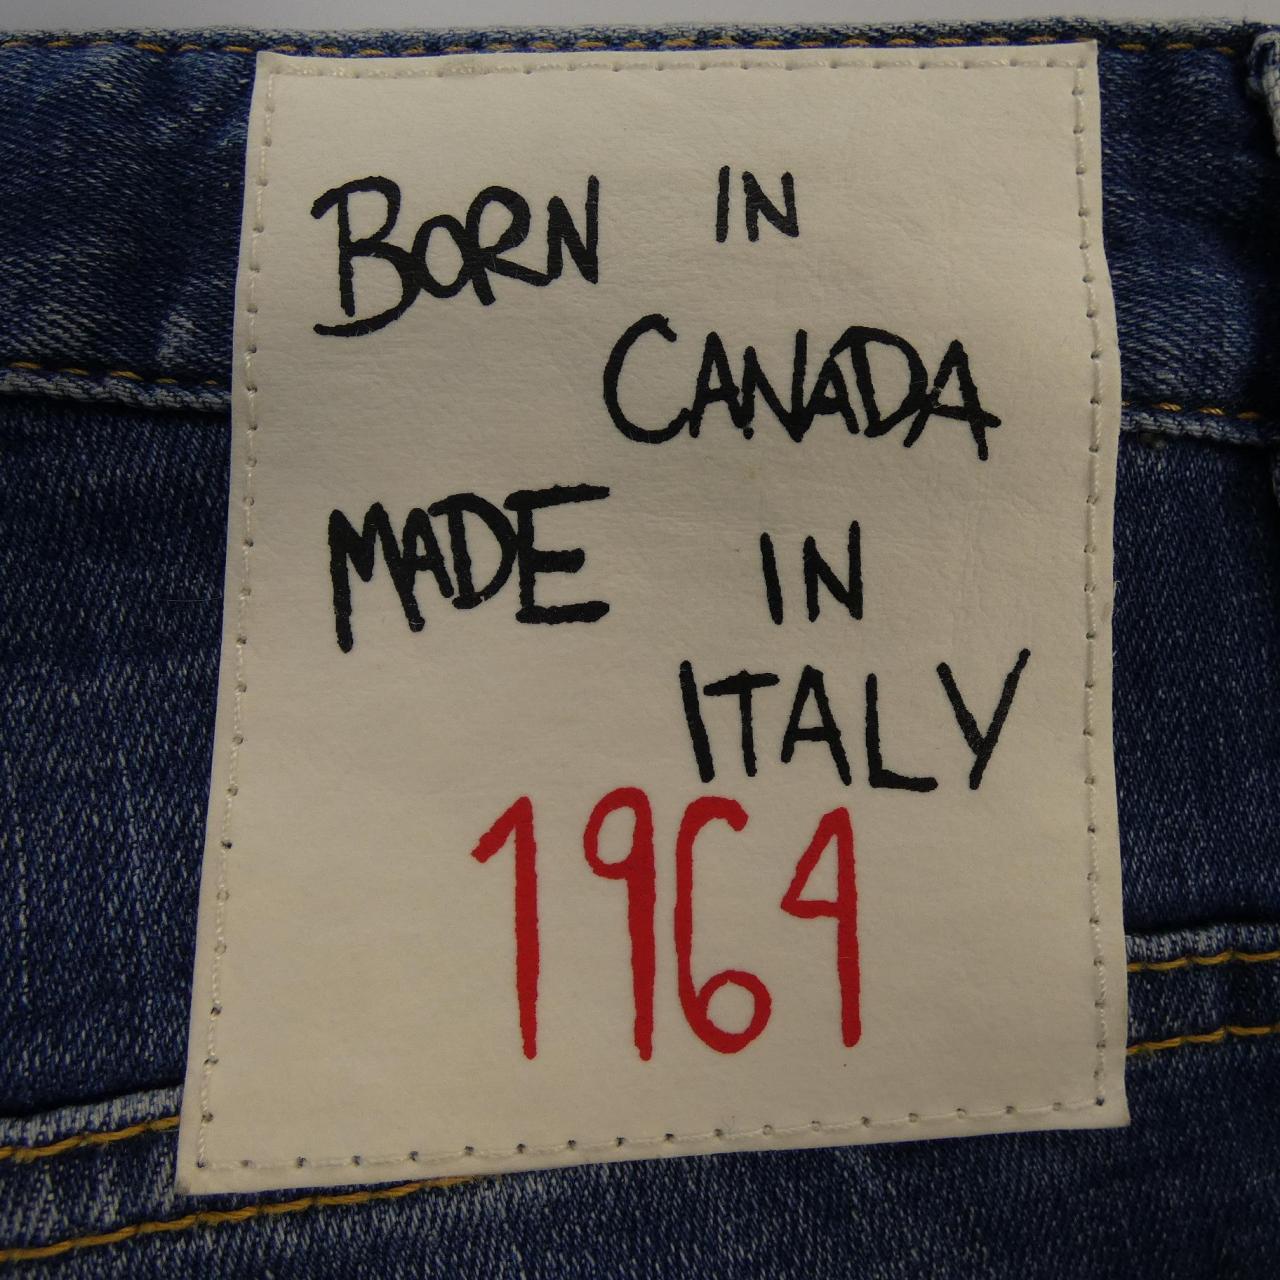 BORN IN
CANADA
MADE IN
ITALY
1964